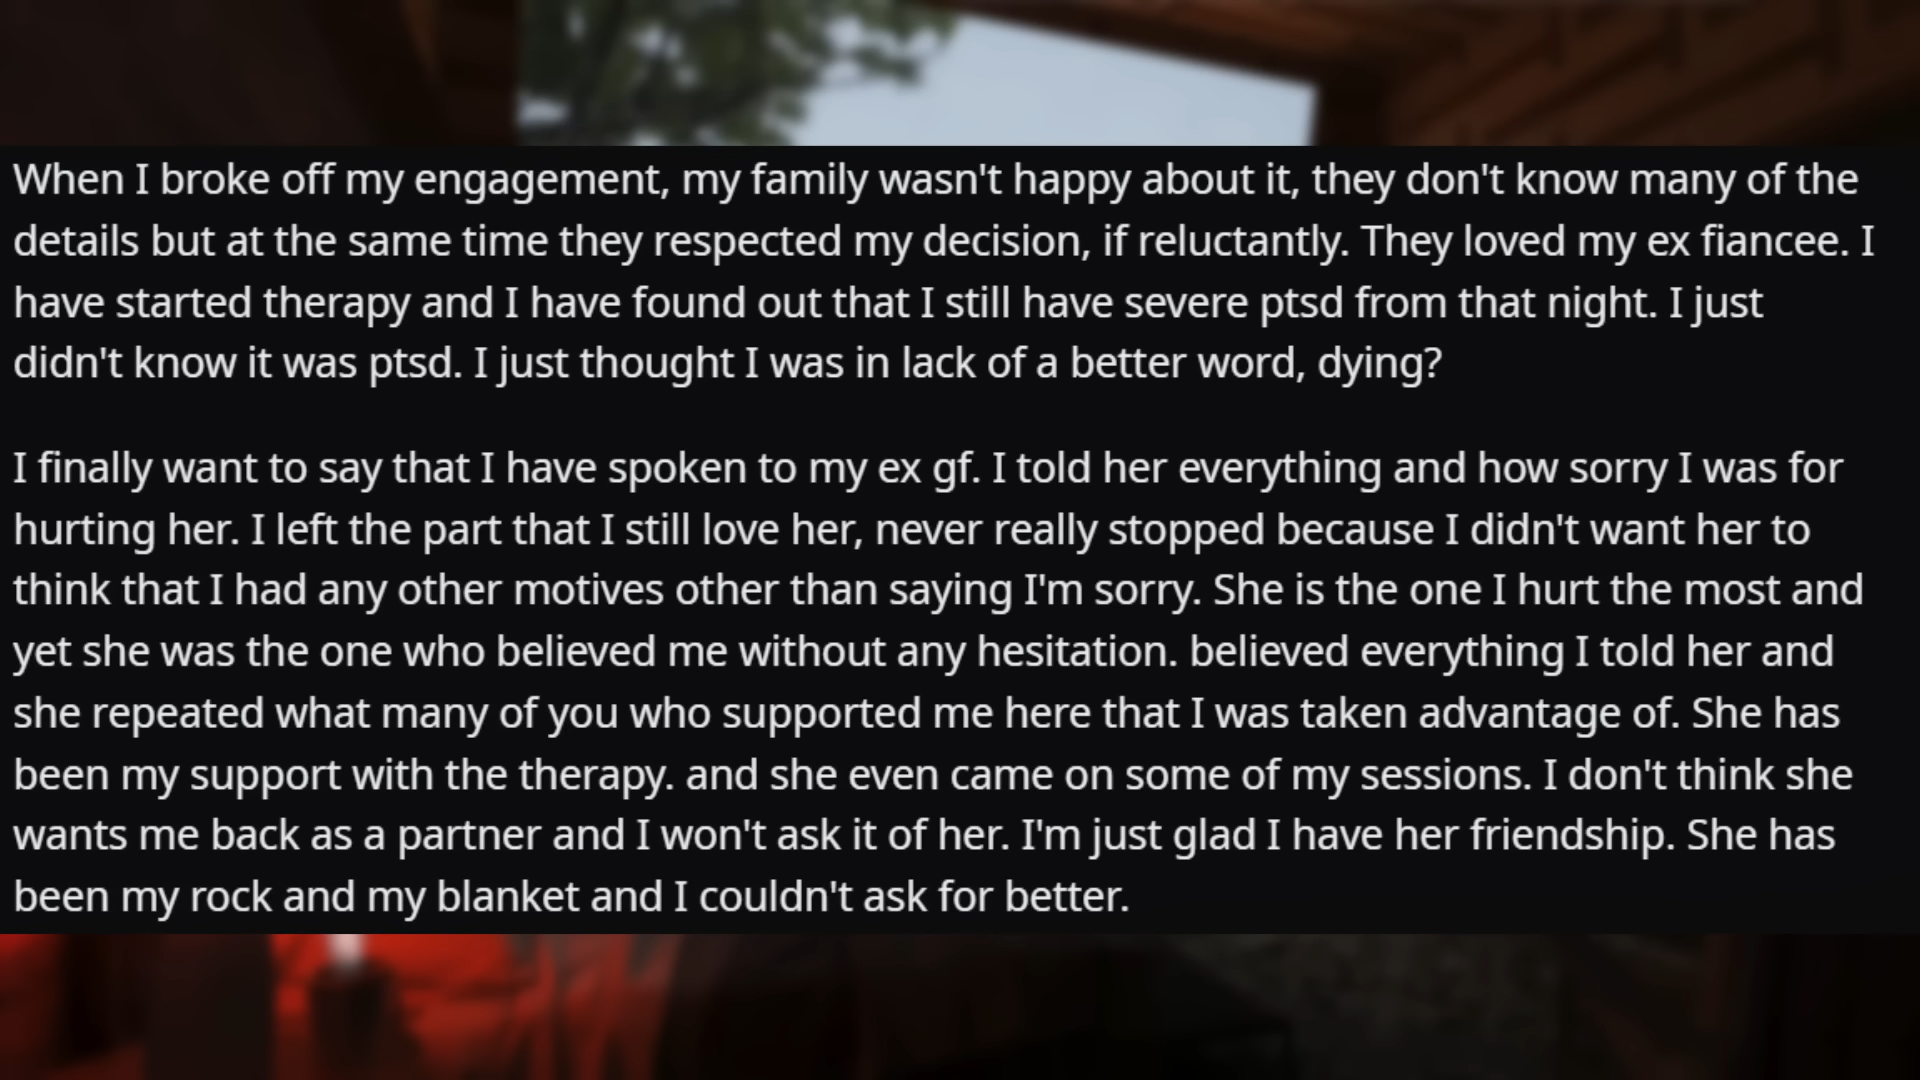 When I broke off my engagement, my family wasn't happy about it, they don't know many of the
details but at the same time they respected my decision, if reluctantly. They loved my ex fiancee. I
have started therapy and I have found out that I still have severe ptsd from that night. I just
didn't know it was ptsd. I just thought I was in lack of a better word, dying?
I finally want to say that I have spoken to my ex gf. I told her everything and how sorry I was for
hurting her. I left the part that I still love her, never really stopped because I didn't want her to
think that I had any other motives other than saying I'm sorry. She is the one I hurt the most and
yet she was the one who believed me without any hesitation. believed everything I told her and
she repeated what many of you who supported me here that I was taken advantage of. She has
been my support with the therapy. and she even came on some of my sessions. I don't think she
wants me back as a partner and I won't ask it of her. I'm just glad I have her friendship. She has
been my rock and my blanket and I couldn't ask for better.